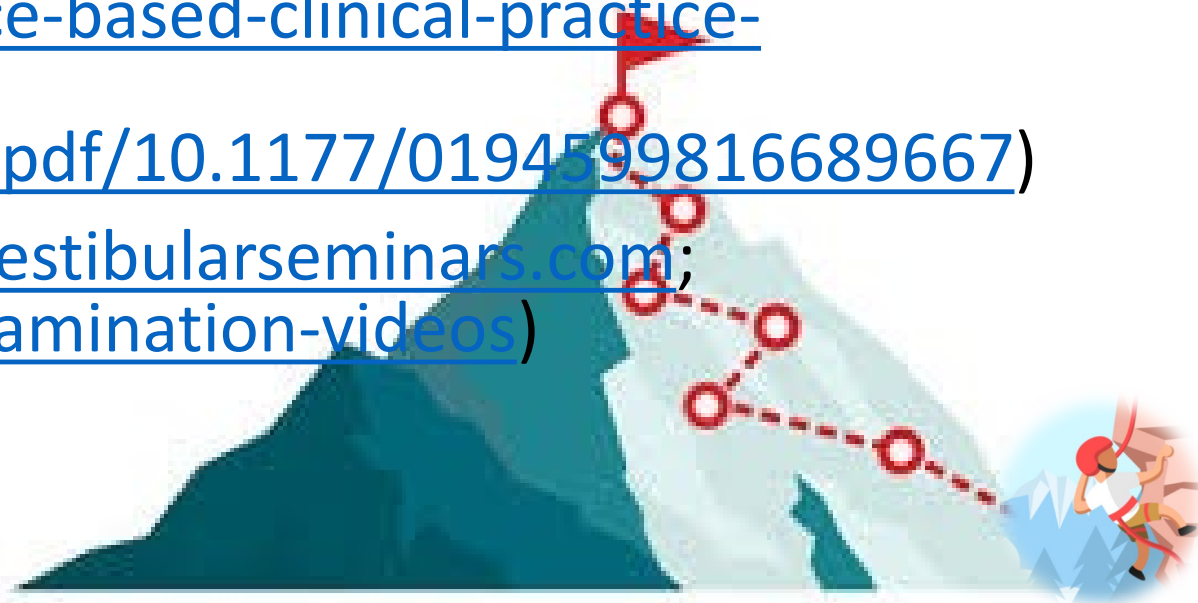 ce-based-clinical-practice-
pdf/10.1177/0194599816689667)
estibularseminars.com;
amination-videos)